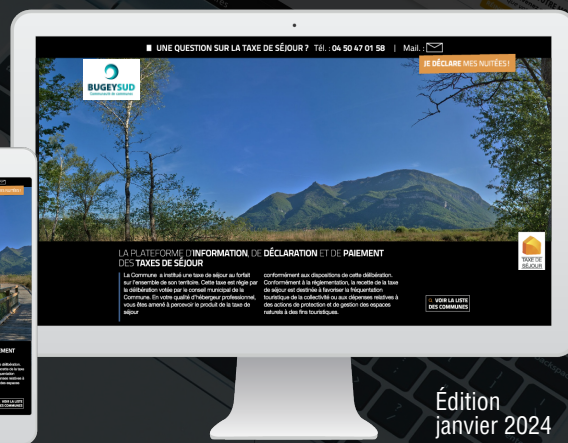 ■ UNE QUESTION SUR LA TAXE DE SÉJOUR ? Tél. : 04 50 47 01 58 | Mail. :
JE DÉCLARE MES NUITÉES !
BUGEYSUD
Communauté de communes
LA PLATEFORME D'INFORMATION, DE DÉCLARATION ET DE PAIEMENT
DES TAXES DE SÉJOUR
La Commune a institué une taxe de séjour au forfait
sur l'ensemble de son territoire. Cette taxe est régie par
la délibération votée par le conseil municipal de la
Commune. En votre qualité d'hébergeur professionnel,
vous êtes amené à percevoir le produit de la taxe de
séjour
conformément aux dispositions de cette délibération.
Conformément à la réglementation, la recette de la taxe
de séjour est destinée à favoriser la fréquentation
touristique de la collectivité ou aux dépenses relatives à
des actions de protection et de gestion des espaces
naturels à des fins touristiques.
TAXE DE
SÉJOUR
VOIR LA LISTE
DES COMMUNES
Édition
janvier 2024